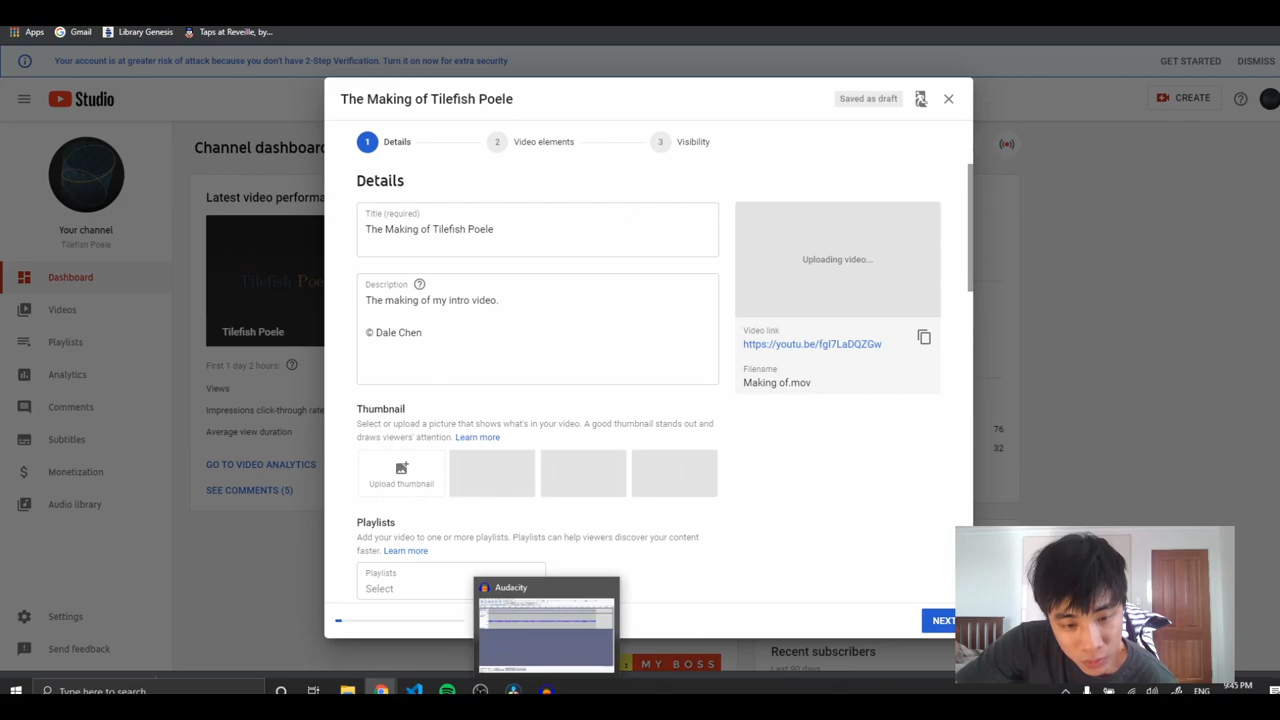 Apps Gmail Library Genesis Taps at Reveille, by...
Your account is at greater risk of attack because you don't have 2-Step Verification. Turn it on now for extra security GET STARTED DISMISS
Studio CREATE
The Making of Tilefish Poele Saved as draft
1 Details 2 Video elements 3 Visibility
Channel dashboard
Details
Latest video performa
Title (required)
The Making of Tilefish Poele
Your channel
Tilefish Poele
Uploading video...
Dashboard
Description
The making of my intro video.
© Dale Chen
Tilefish Poe
Tilefish Poele
Video link
https://youtu.be/fgI7LaDQZGw
Filename
Making of.mov
Videos
Playlists
Analytics
Comments
Subtitles
Monetization
Audio library
First 1 day 2 hours:
Views
Impressions click-through rate
Average view duration
GO TO VIDEO ANALYTICS
SEE COMMENTS (5)
Thumbnail
Select or upload a picture that shows what's in your video. A good thumbnail stands out and
draws viewers' attention. Learn more
Upload thumbnail
76
32
Playlists
Add your video to one or more playlists. Playlists can help viewers discover your content
faster. Learn more
Playlists
Select
Audacity
NEXT
Settings
Send feedback
MY BOSS
Recent subscribers
Last 90 days
Type here to search
ENG
9:45 PM